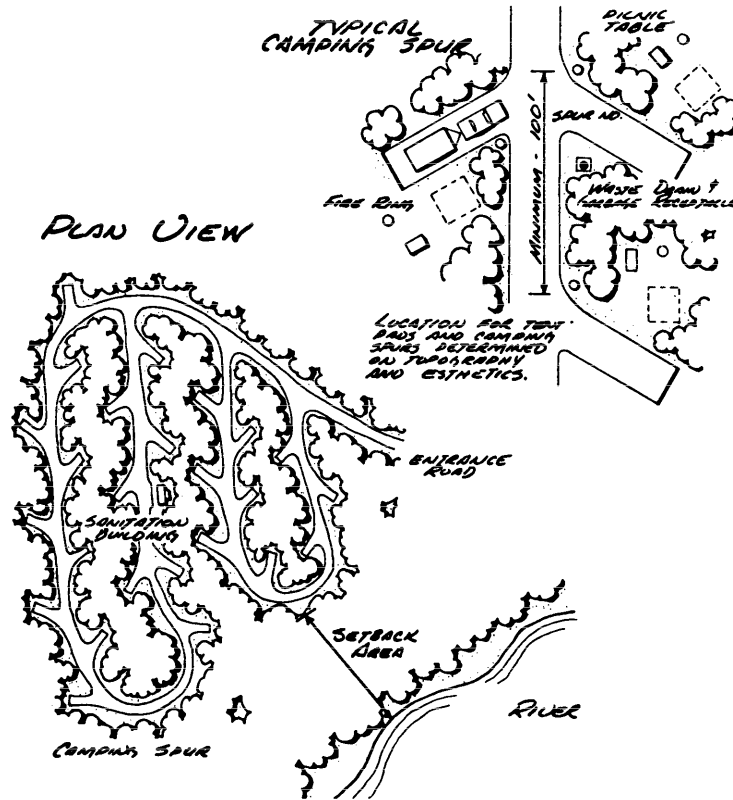 TYPICAL
CAMPING SPUR
PICNIC
TABLE
SPUR NO.
MINIMUM - 100'
WASTE DRAIN &
GARBAGE RECEPTACLE
FIRE RING
PLAN VIEW
LOCATION FOR TENT
PADS AND CAMPING
SPURS DETERMINED
ON TOPOGRAPHY
AND ESTHETICS.
ENTRANCE
ROAD
SANITATION
BUILDING
SETBACK
AREA
RIVER
CAMPING SPUR